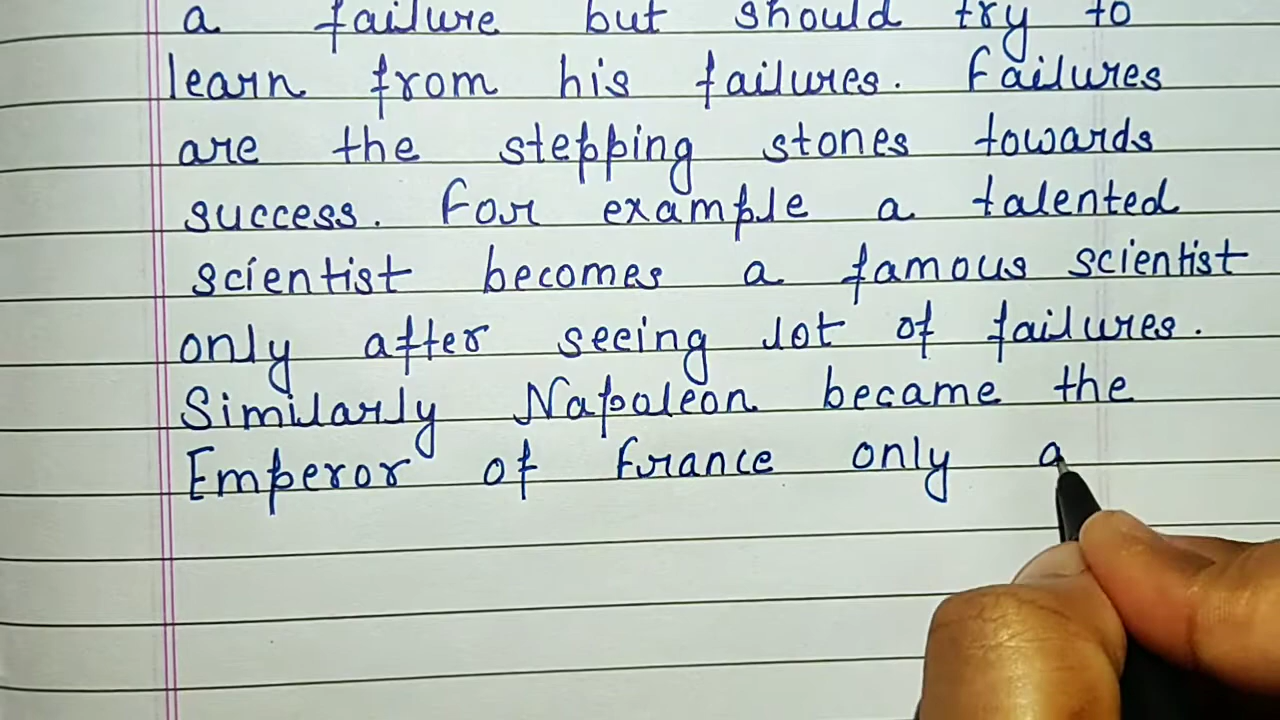 a failure but should try to
learn from his failures. Failures
are the stepping stones towards
success. For example a talented
scientist becomes a famous scientist
only after seeing lot of failures.
Similarly Napoleon became the
Emperor of France only a